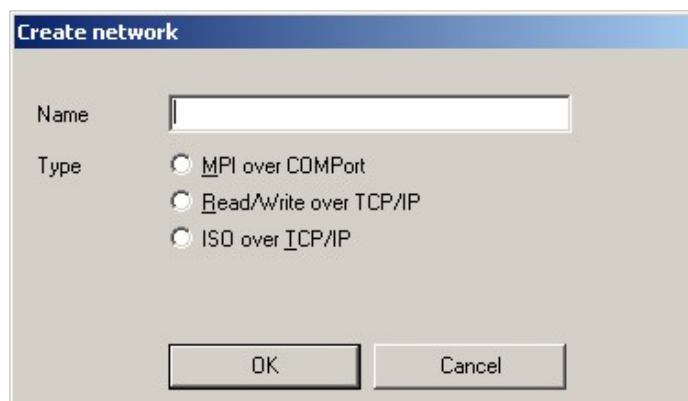 Create network
Name
Type
MPI over COMPort
Read/Write over TCP/IP
ISO over TCP/IP
OK Cancel